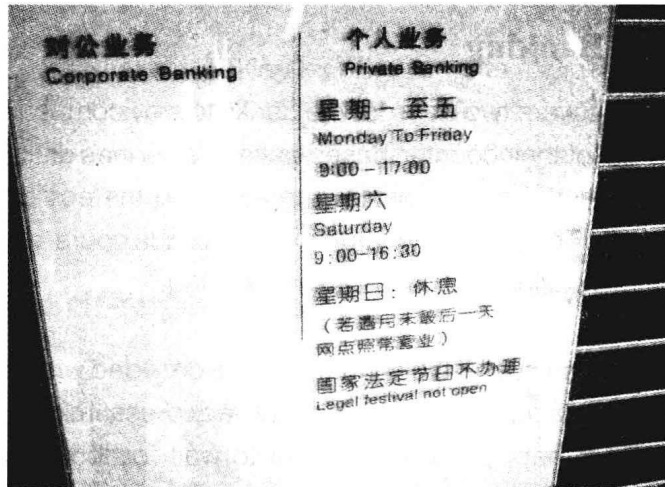 对公业务
Corporate Banking
个人业务
Private Banking
星期一至五
Monday To Friday
9:00-17:00
星期六
Saturday
9:00-16:30
星期日：休息
（若遇月末最后一天
网点照常营业）
国家法定节日不办理
Legal festival not open